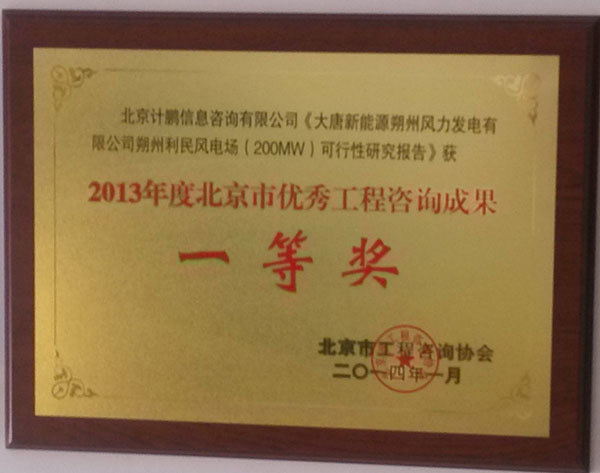 北京计鹏信息咨询有限公司《大唐新能源朔州风力发电有
限公司朔州利民风电场（200MW）可行性研究报告》获
2013年度北京市优秀工程咨询成果
一等奖
北京市工程咨询协会
二〇一四年一月